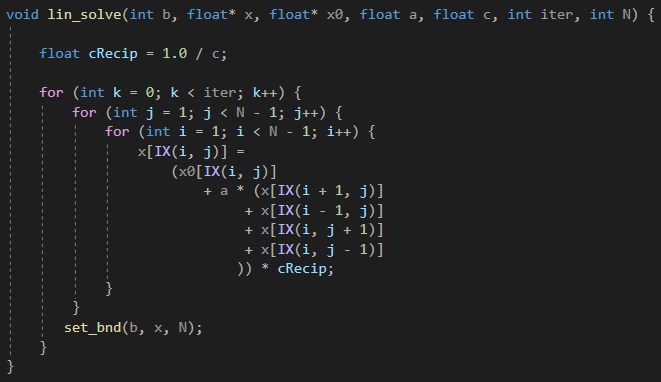 void lin_solve(int b, float* x, float* x0, float a, float c, int iter, int N) {
float cRecip = 1.0 / c;
for (int k = 0; k < iter; k++) {
for (int j = 1; j < N - 1; j++) {
for (int i = 1; i < N - 1; i++) {
x[IX(i, j)] =
(x0[IX(i, j)]
+ a * (x[IX(i + 1, j)]
+ x[IX(i - 1, j)]
+ x[IX(i, j + 1)]
+ x[IX(i, j - 1)]
)) * cRecip;
}
}
set_bnd(b, x, N);
}
}